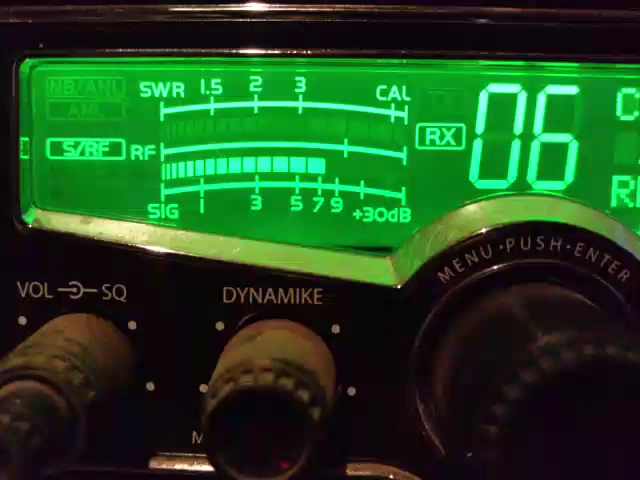 NB/ANL
SWR 1.5 2 3 CAL
AM
S/RF RF RX 06
SIG 1 3 5 7 9 +30dB
MENU·PUSH·ENTER
VOL SQ DYNAMIKE